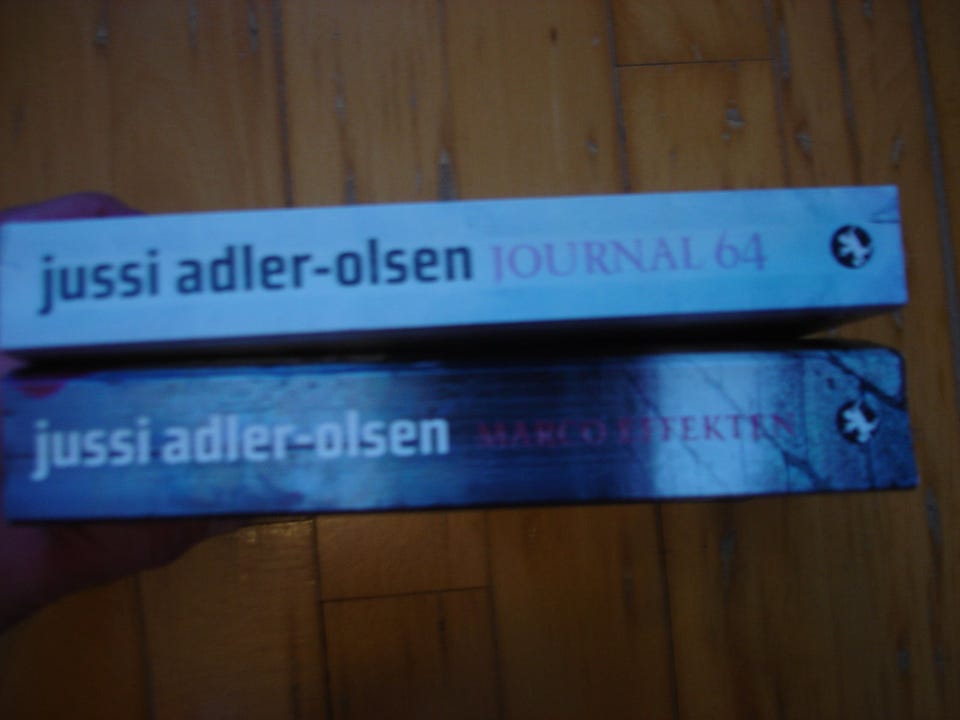 jussi adler-olsen JOURNAL 64
jussi adler-olsen MARCO EFFEKTEN